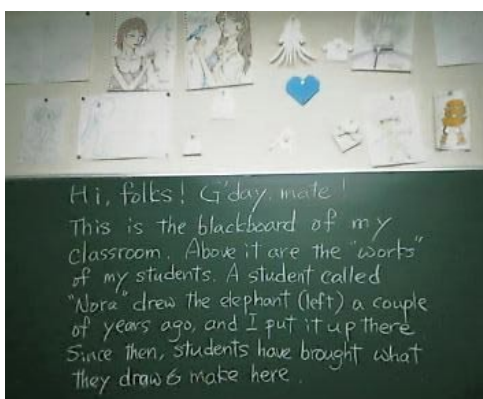 Hi, folks! G'day, mate!
This is the blackboard of my
classroom. Above it are the "works"
of my students. A student called
"Nora" drew the elephant (left) a couple
of years ago, and I put it up there.
Since then, students have brought what
they draw & make here.